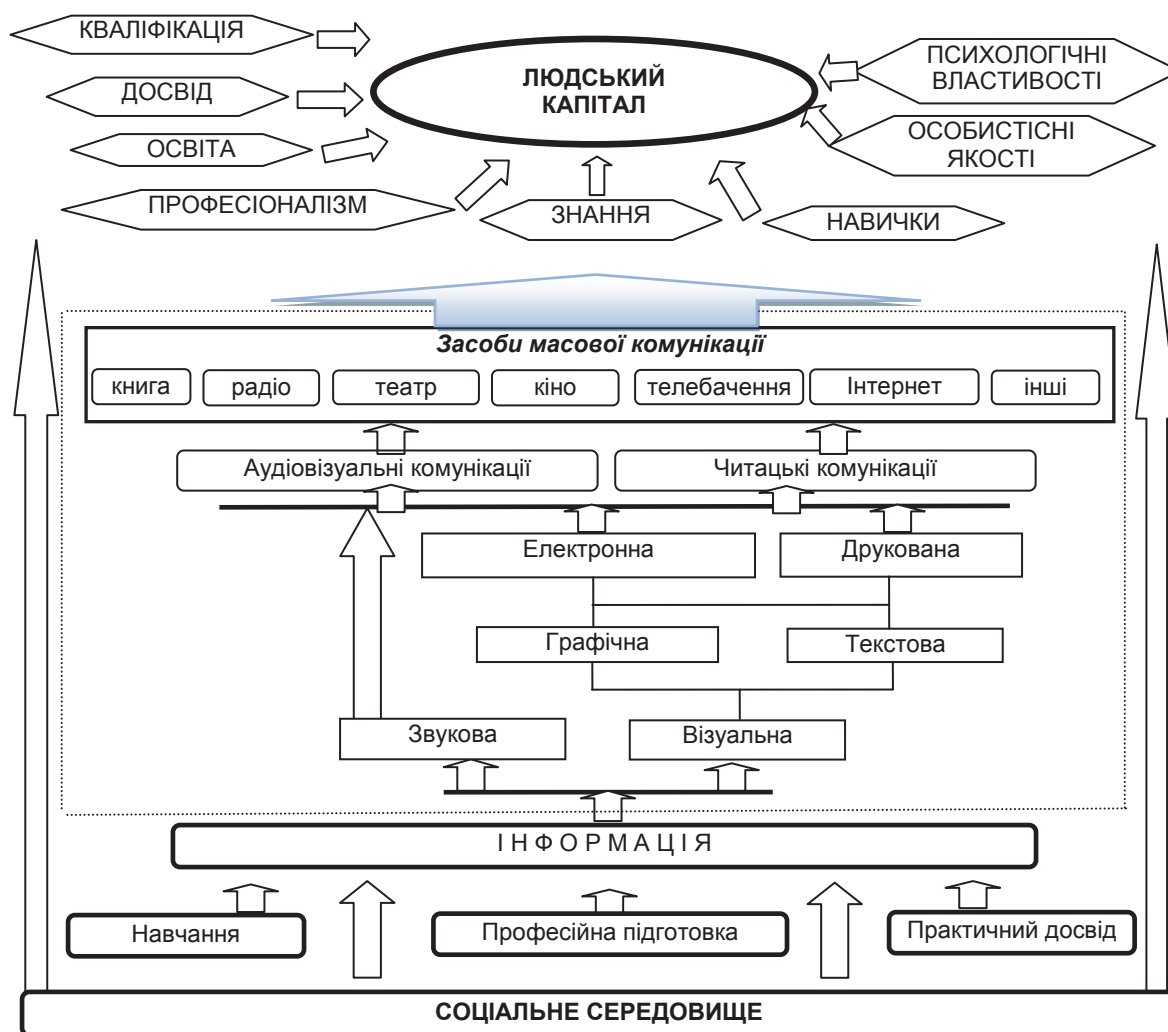 КВАЛІФІКАЦІЯ
ПСИХОЛОГІЧНІ
ВЛАСТИВОСТІ
ЛЮДСЬКИЙ
КАПІТАЛ
ДОСВІД
ОСОБИСТІСНІ
ЯКОСТІ
ОСВІТА
ПРОФЕСІОНАЛІЗМ
ЗНАННЯ
НАВИЧКИ
Засоби масової комунікації
книга
радіо
театр
кіно
телебачення
Інтернет
інші
Аудіовізуальні комунікації
Читацькі комунікації
Електронна
Друкована
Графічна
Текстова
Звукова
Візуальна
І Н Ф О Р М А Ц І Я
Навчання
Професійна підготовка
Практичний досвід
СОЦІАЛЬНЕ СЕРЕДОВИЩЕ